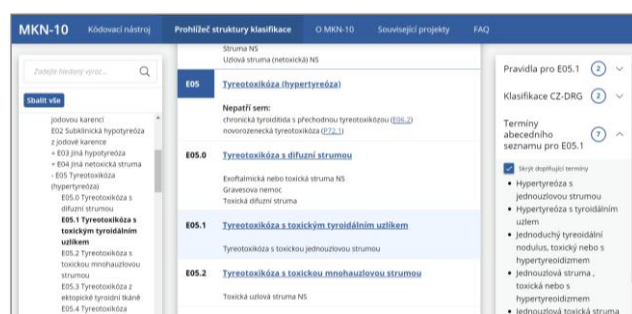 MKN-10
Kódovací nástroj
Prohlížeč struktury klasifikace
O MKN-10
Související projekty
FAQ
Zadejte hledaný výraz...
Sbalit vše
jodovou karencí
E02 Subklinická hypotyreóza
z jodové karence
+ E03 Jiná hypotyreóza
+ E04 Jiná netoxická struma
- E05 Tyreotoxikóza
(hypertyreóza)
E05.0 Tyreotoxikóza s
difuzní strumou
E05.1 Tyreotoxikóza s
toxickým tyroidálním
uzlíkem
E05.2 Tyreotoxikóza s
toxickou mnohauzlovou
strumou
E05.3 Tyreotoxikóza z
ektopické tyroidní tkáně
E05.4 Tyreotoxikóza
Struma NS
Uzlová struma (netoxická) NS
E05
Tyreotoxikóza (hypertyreóza)
Nepatří sem:
chronická tyroiditida s přechodnou tyreotoxikózou (E06.2)
novorozenecká tyreotoxikóza (P72.1)
E05.0
Tyreotoxikóza s difuzní strumou
Exoftalmická nebo toxická struma NS
Gravesova nemoc
Toxická difuzní struma
E05.1
Tyreotoxikóza s toxickým tyroidálním uzlíkem
Tyreotoxikóza s toxickou jednouzlovou strumou
E05.2
Tyreotoxikóza s toxickou mnohauzlovou strumou
Toxická uzlová struma NS
Pravidla pro E05.1
2
Klasifikace CZ-DRG
2
Termíny
abecedního
seznamu pro E05.1
7
Skrýt doplňující termíny
Hypertyreóza s
jednouzlovou strumou
Hypertyreóza s tyroidálním
uzlem
Jednoduchý tyreoidální
nodulus, toxický nebo s
hypertyreoidizmem
Jednouzlová struma ,
toxická nebo s
hypertyreoidizmem
Jednouzlová toxická struma